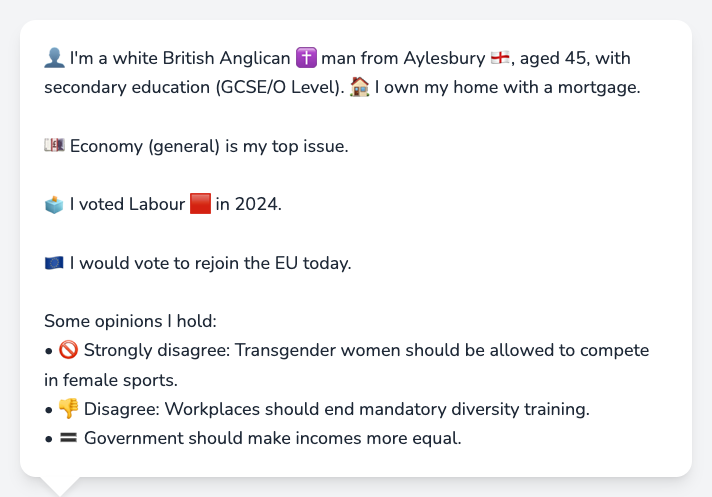 👤 I'm a white British Anglican ✝️ man from Aylesbury 🏴󠁧󠁢󠁥󠁮󠁧󠁿, aged 45, with
secondary education (GCSE/O Level). 🏠 I own my home with a mortgage.
💷 Economy (general) is my top issue.
🗳️ I voted Labour 🟥 in 2024.
🇪🇺 I would vote to rejoin the EU today.
Some opinions I hold:
• 🚫 Strongly disagree: Transgender women should be allowed to compete
in female sports.
• 👎 Disagree: Workplaces should end mandatory diversity training.
• 🟰 Government should make incomes more equal.